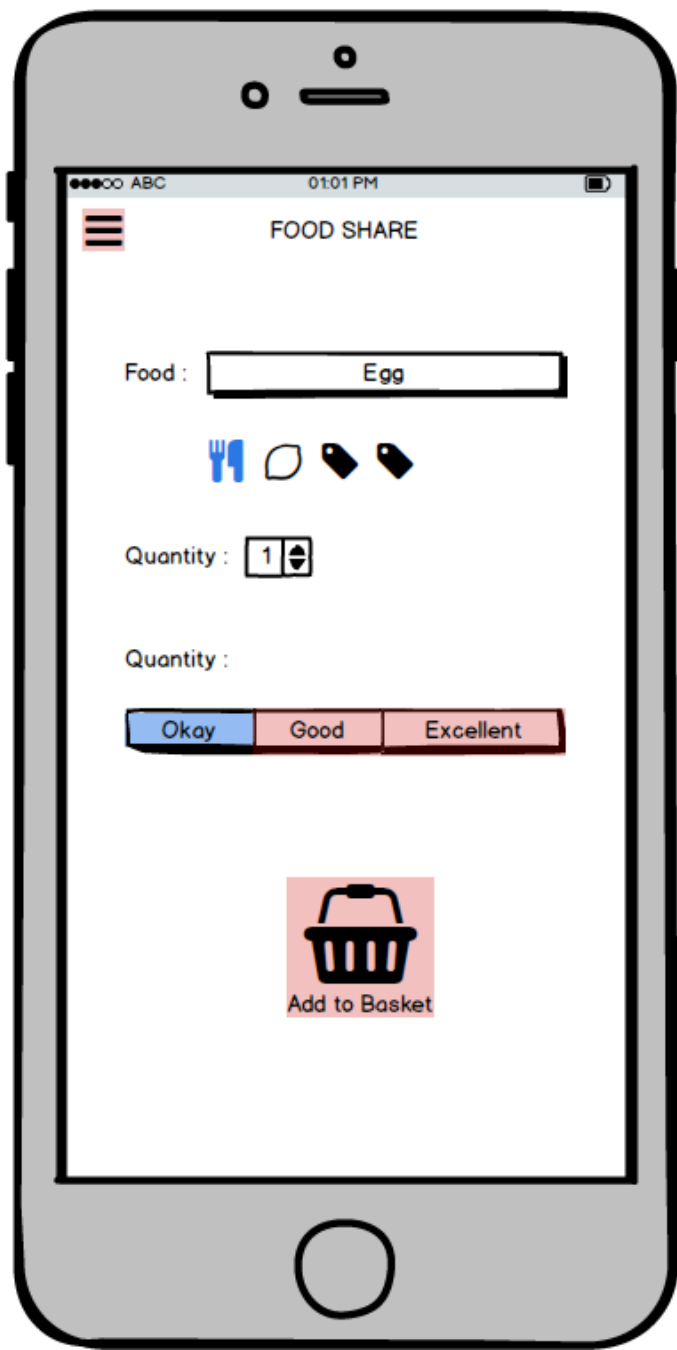 ABC 01:01 PM
FOOD SHARE
Food : Egg
Quantity : 1
Quantity :
Okay Good Excellent
Add to Basket